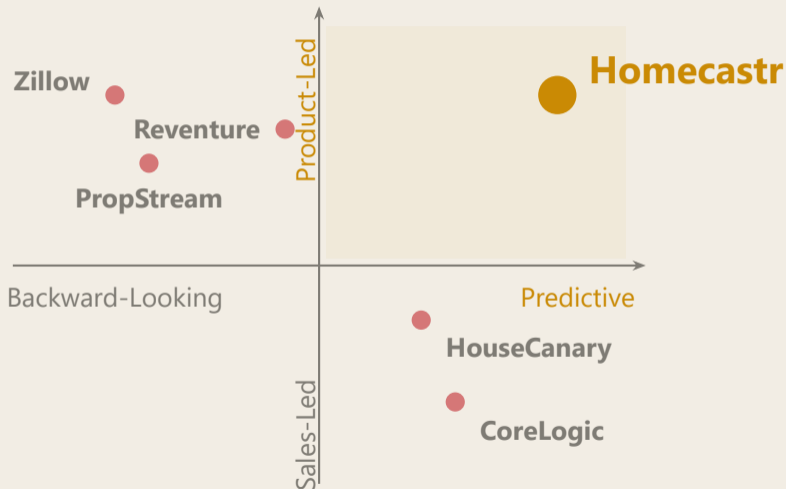 Product-Led
Homecastr
Zillow
Reventure
PropStream
Backward-Looking
Predictive
HouseCanary
Sales-Led
CoreLogic